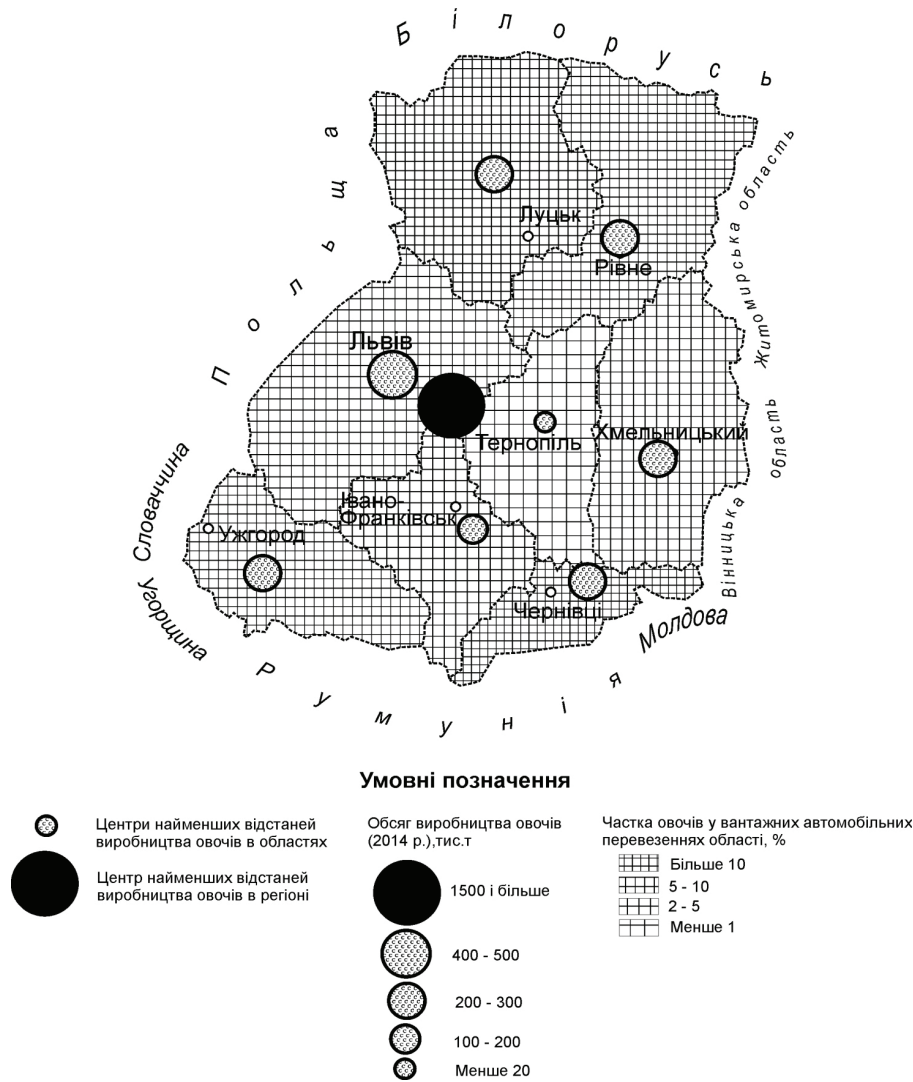 Білорусь
Польща
Житомирська область
Луцьк
Рівне
Львів
Тернопіль
Хмельницький
Вінницька область
Івано-
Франківськ
Словаччина
Ужгород
Угорщина
Чернівці
Молдова
Румунія
Умовні позначення
Центри найменших відстаней
виробництва овочів в областях
Центр найменших відстаней
виробництва овочів в регіоні
Обсяг виробництва овочів
(2014 р.),тис.т
1500 і більше
400 - 500
200 - 300
100 - 200
Менше 20
Частка овочів у вантажних автомобільних
перевезеннях області, %
Більше 10
5 - 10
2 - 5
Менше 1